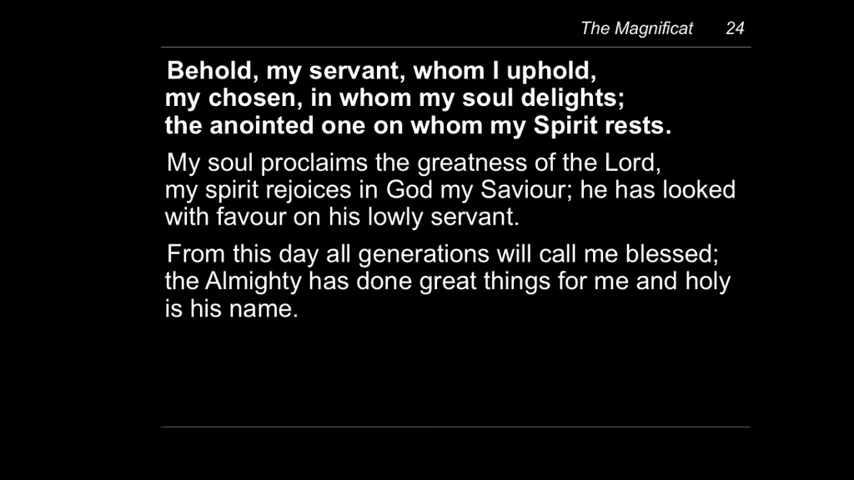 The Magnificat 24
Behold, my servant, whom I uphold,
my chosen, in whom my soul delights;
the anointed one on whom my Spirit rests.
My soul proclaims the greatness of the Lord,
my spirit rejoices in God my Saviour; he has looked
with favour on his lowly servant.
From this day all generations will call me blessed;
the Almighty has done great things for me and holy
is his name.